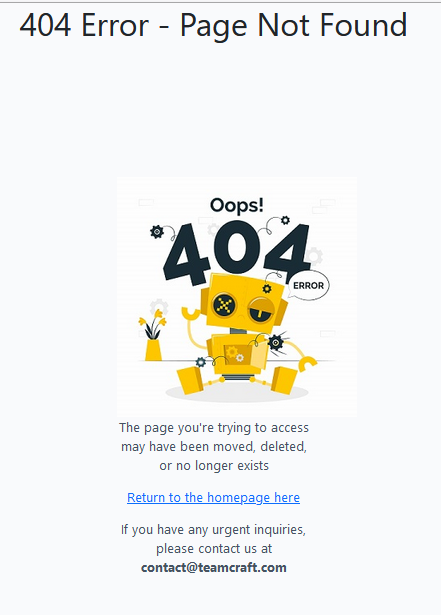 404 Error - Page Not Found
Oops!
404
ERROR
The page you're trying to access
may have been moved, deleted,
or no longer exists
Return to the homepage here
If you have any urgent inquiries,
please contact us at
contact@teamcraft.com